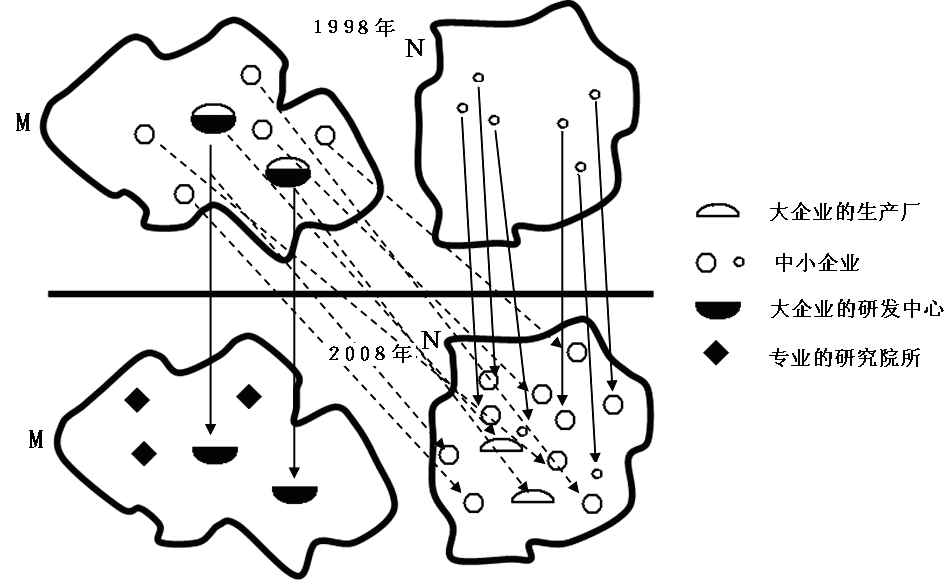 1998年
N
M
大企业的生产厂
中小企业
大企业的研发中心
专业的研究院所
2008年
N
M